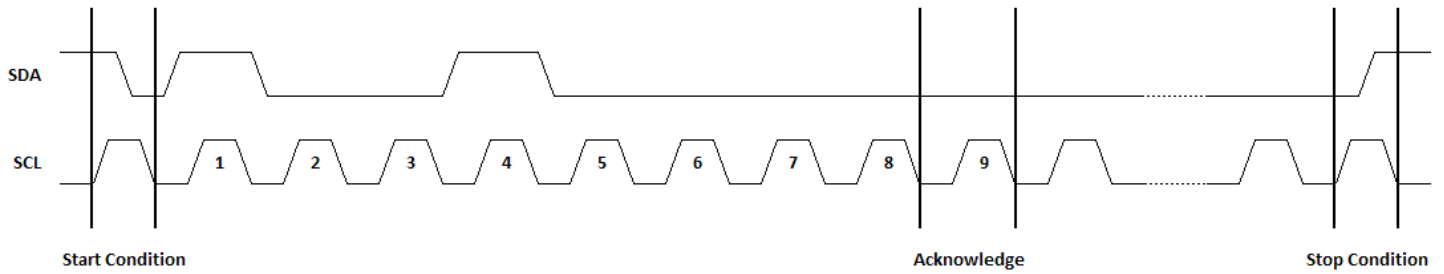 SDA
SCL
1 2 3 4 5 6 7 8 9
Start Condition Acknowledge Stop Condition